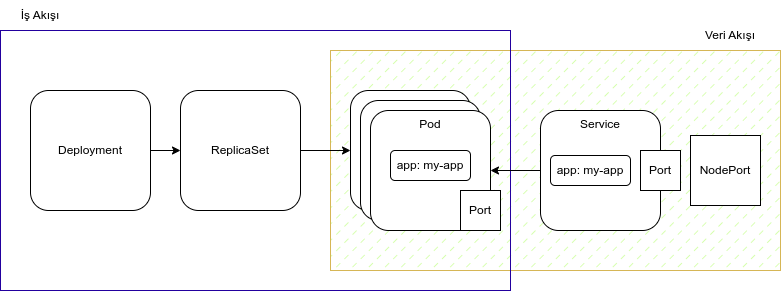 İş Akışı
Veri Akışı
Deployment
ReplicaSet
Pod
app: my-app
Port
Service
app: my-app
Port
NodePort